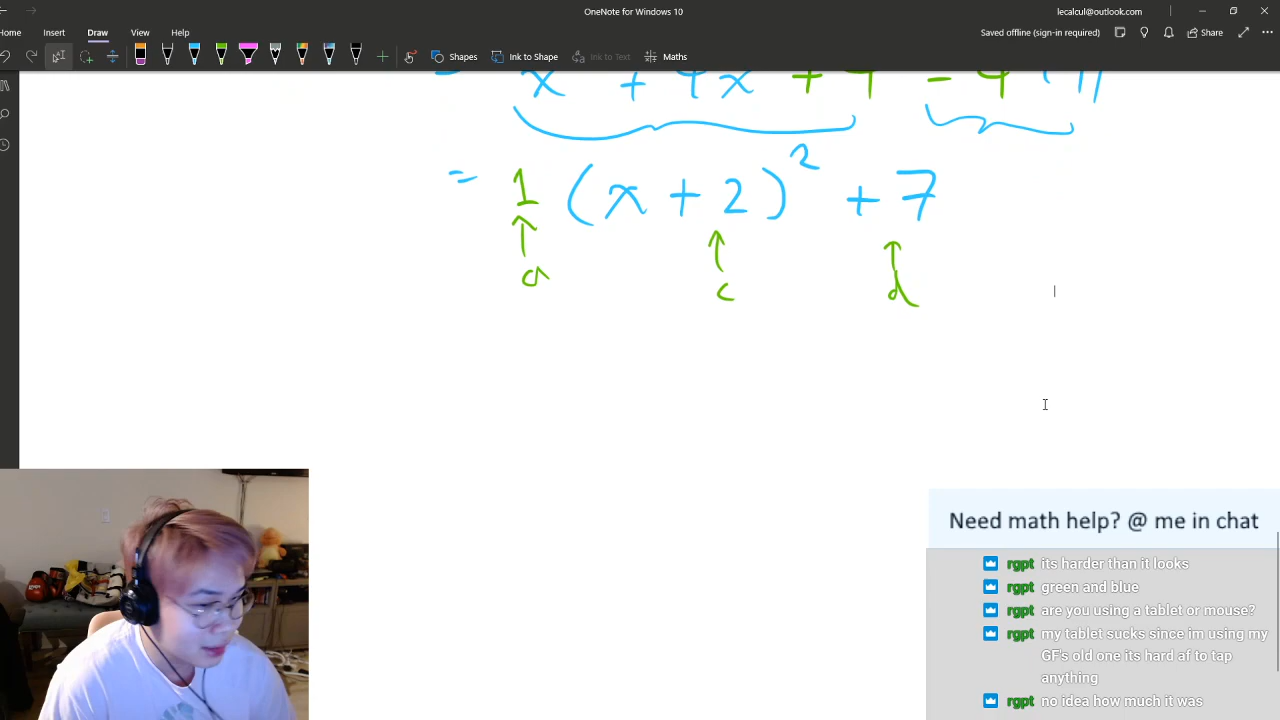 OneNote for Windows 10
lecalcul@outlook.com
Home Insert Draw View Help
Saved offline (sign-in required)
Share
Shapes
Ink to Shape
Ink to Text
Maths
= 1 (x + 2)² + 7
a c d
Need math help? @ me in chat
rgpt its harder than it looks
rgpt green and blue
rgpt are you using a tablet or mouse?
rgpt my tablet sucks since im using my
GF's old one its hard af to tap
anything
rgpt no idea how much it was